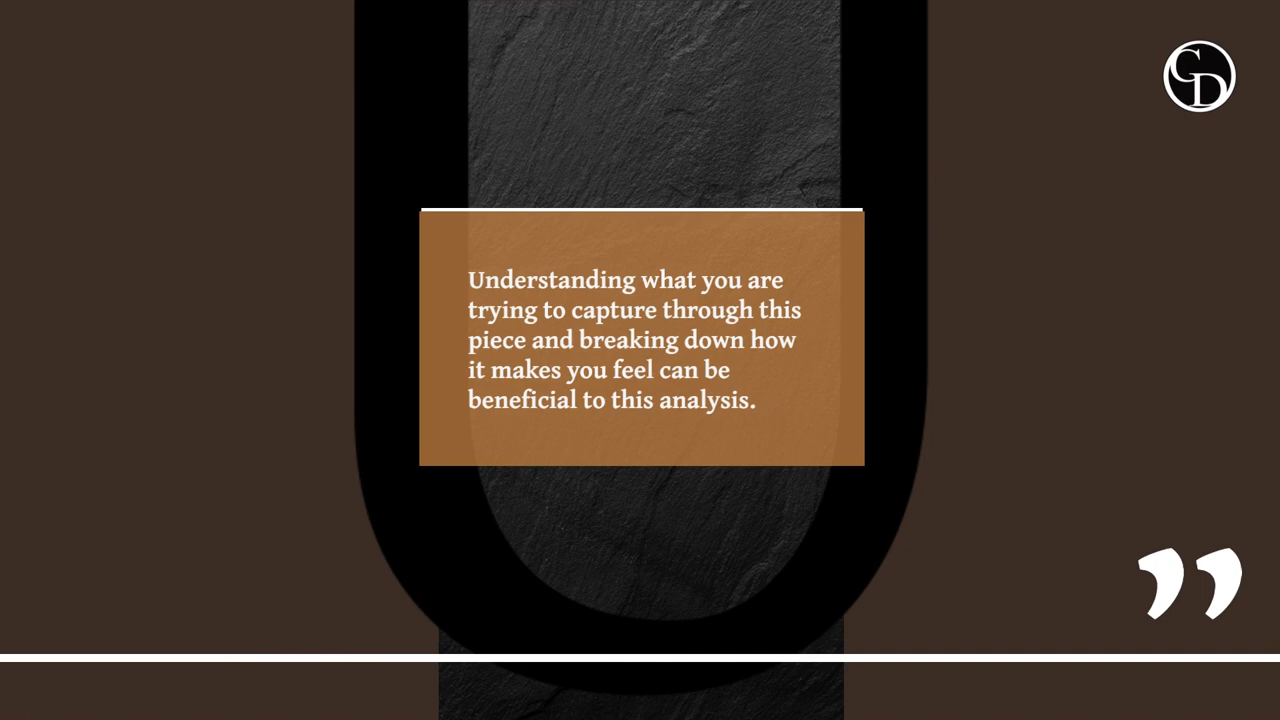 GD
Understanding what you are
trying to capture through this
piece and breaking down how
it makes you feel can be
beneficial to this analysis.
”